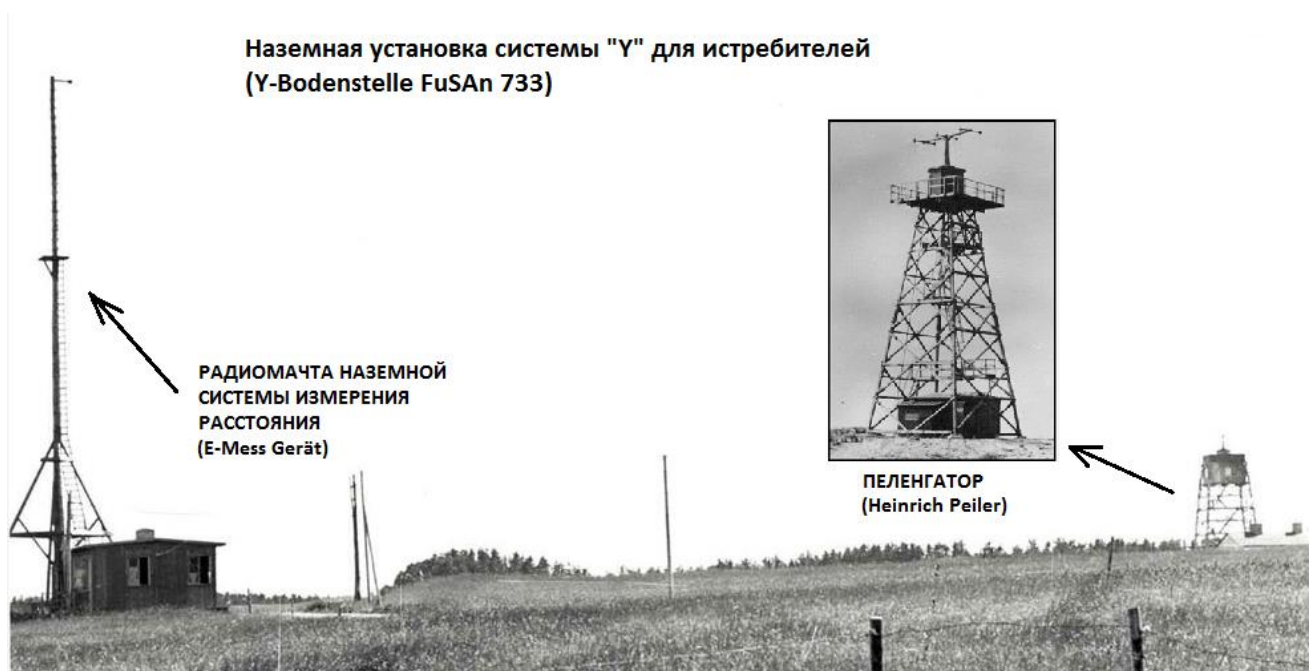 Наземная установка системы "Y" для истребителей
(Y-Bodenstelle FuSAn 733)
РАДИОМАЧТА НАЗЕМНОЙ
СИСТЕМЫ ИЗМЕРЕНИЯ
РАССТОЯНИЯ
(E-Mess Gerät)
ПЕЛЕНГАТОР
(Heinrich Peiler)